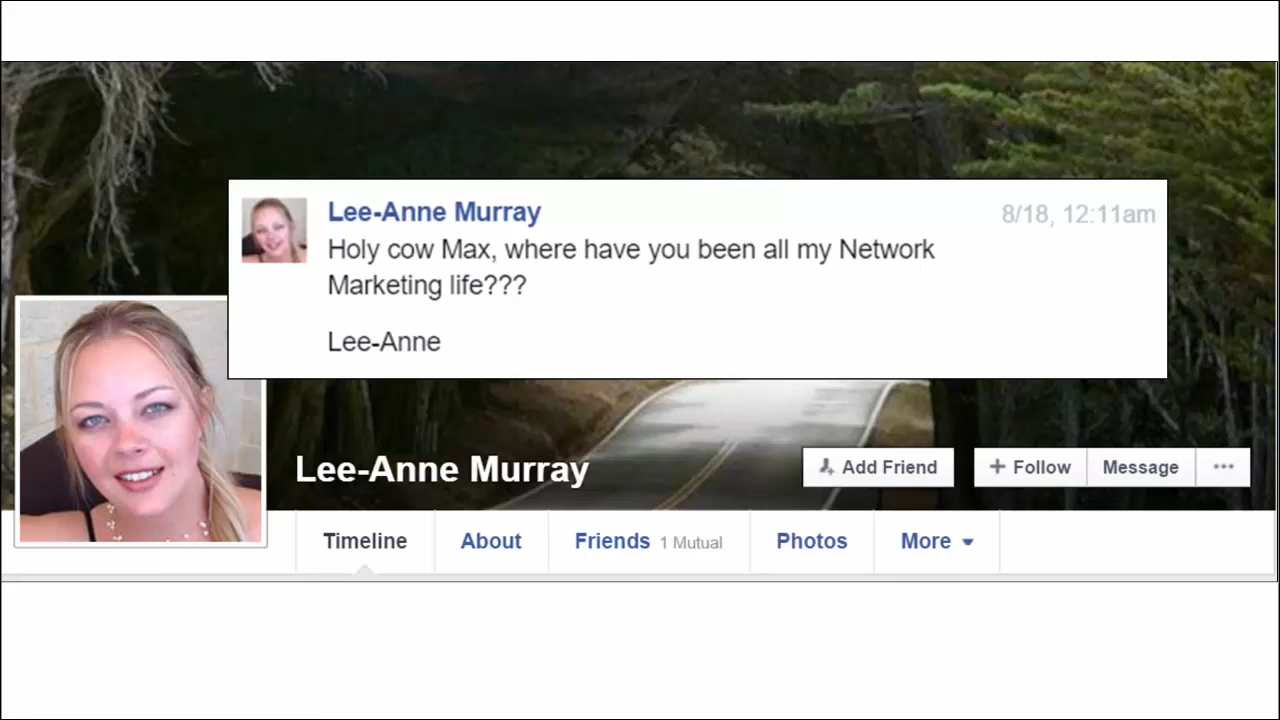 Lee-Anne Murray 8/18, 12:11am
Holy cow Max, where have you been all my Network
Marketing life???
Lee-Anne
Lee-Anne Murray Add Friend Follow Message ...
Timeline About Friends 1 Mutual Photos More